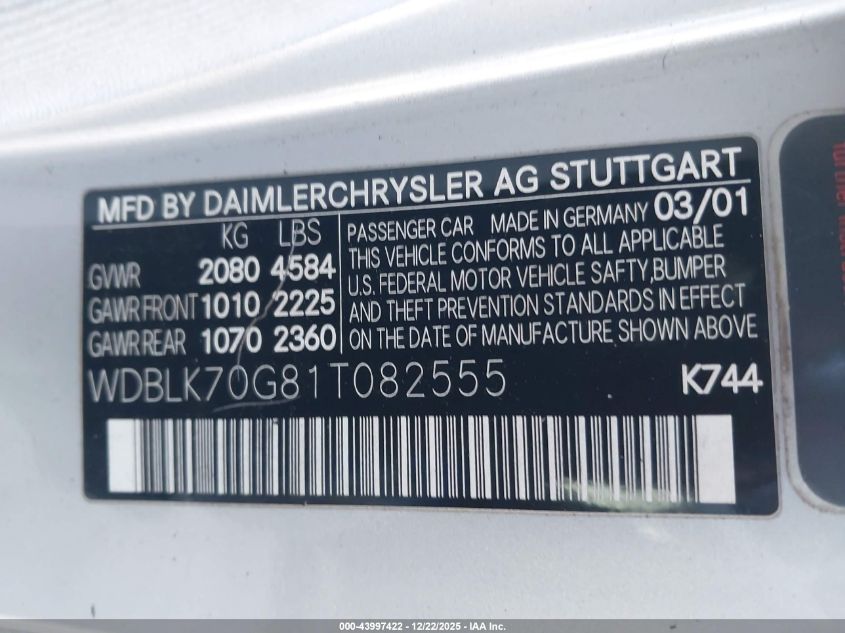 MFD BY DAIMLERCHRYSLER AG STUTTGART
KG LBS
GVWR 2080 4584
GAWR FRONT 1010 2225
GAWR REAR 1070 2360
PASSENGER CAR MADE IN GERMANY 03/01
THIS VEHICLE CONFORMS TO ALL APPLICABLE
U.S. FEDERAL MOTOR VEHICLE SAFTY,BUMPER
AND THEFT PREVENTION STANDARDS IN EFFECT
ON THE DATE OF MANUFACTURE SHOWN ABOVE
WDBLK70G81T082555 K744
000-43997422 - 12/22/2025 - IAA Inc.